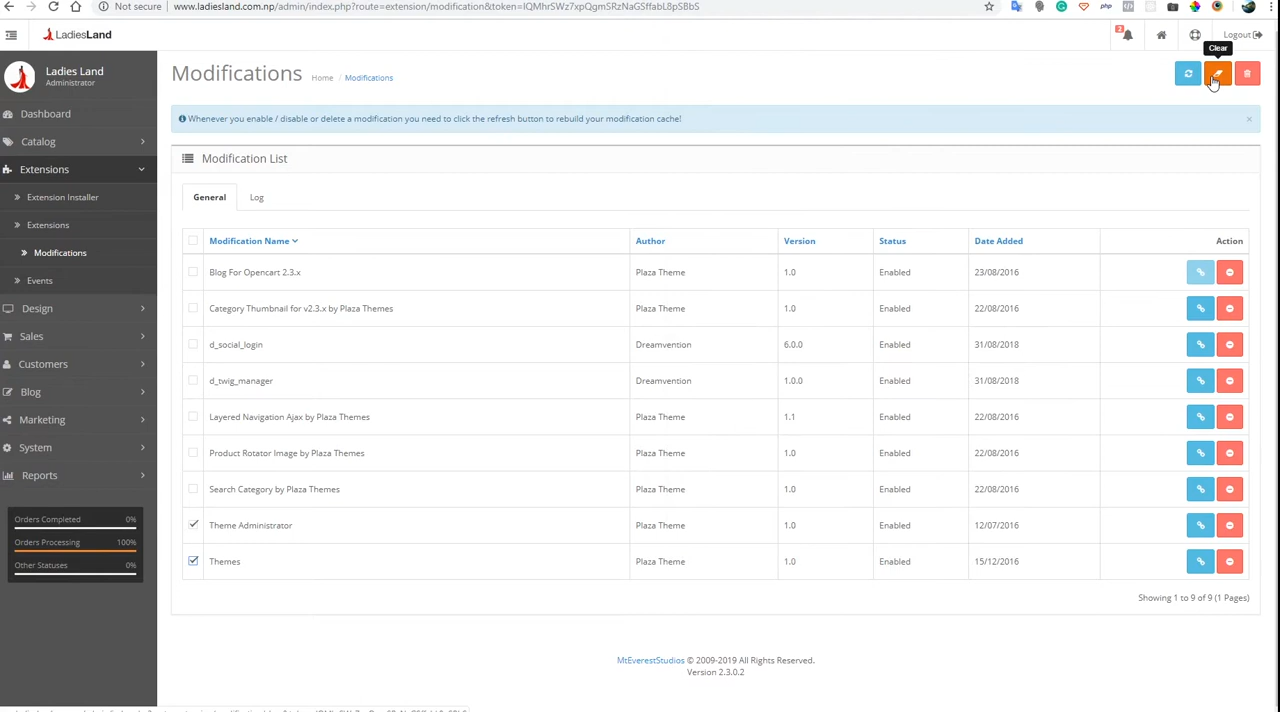 Not secure | www.ladiesland.com.np/admin/index.php?route=extension/modification&token=
LadiesLand
2
Logout
Ladies Land
Administrator
Clear
Modifications
Home
Modifications
Whenever you enable / disable or delete a modification you need to click the refresh button to rebuild your modification cache!
×
Dashboard
Catalog
Extensions
Extension Installer
Extensions
Modifications
Events
Design
Sales
Customers
Blog
Marketing
System
Reports
Orders Completed 0%
Orders Processing 100%
Other Statuses 0%
Modification List
General Log
Modification Name Author Version Status Date Added Action
Blog For Opencart 2.3.x Plaza Theme 1.0 Enabled 23/08/2016
Category Thumbnail for v2.3.x by Plaza Themes Plaza Theme 1.0 Enabled 22/08/2016
d_social_login Dreamvention 6.0.0 Enabled 31/08/2018
d_twig_manager Dreamvention 1.0.0 Enabled 31/08/2018
Layered Navigation Ajax by Plaza Themes Plaza Theme 1.1 Enabled 22/08/2016
Product Rotator Image by Plaza Themes Plaza Theme 1.0 Enabled 22/08/2016
Search Category by Plaza Themes Plaza Theme 1.0 Enabled 22/08/2016
Theme Administrator Plaza Theme 1.0 Enabled 12/07/2016
Themes Plaza Theme 1.0 Enabled 15/12/2016
Showing 1 to 9 of 9 (1 Pages)
MtEverestStudios © 2009-2019 All Rights Reserved.
Version 2.3.0.2